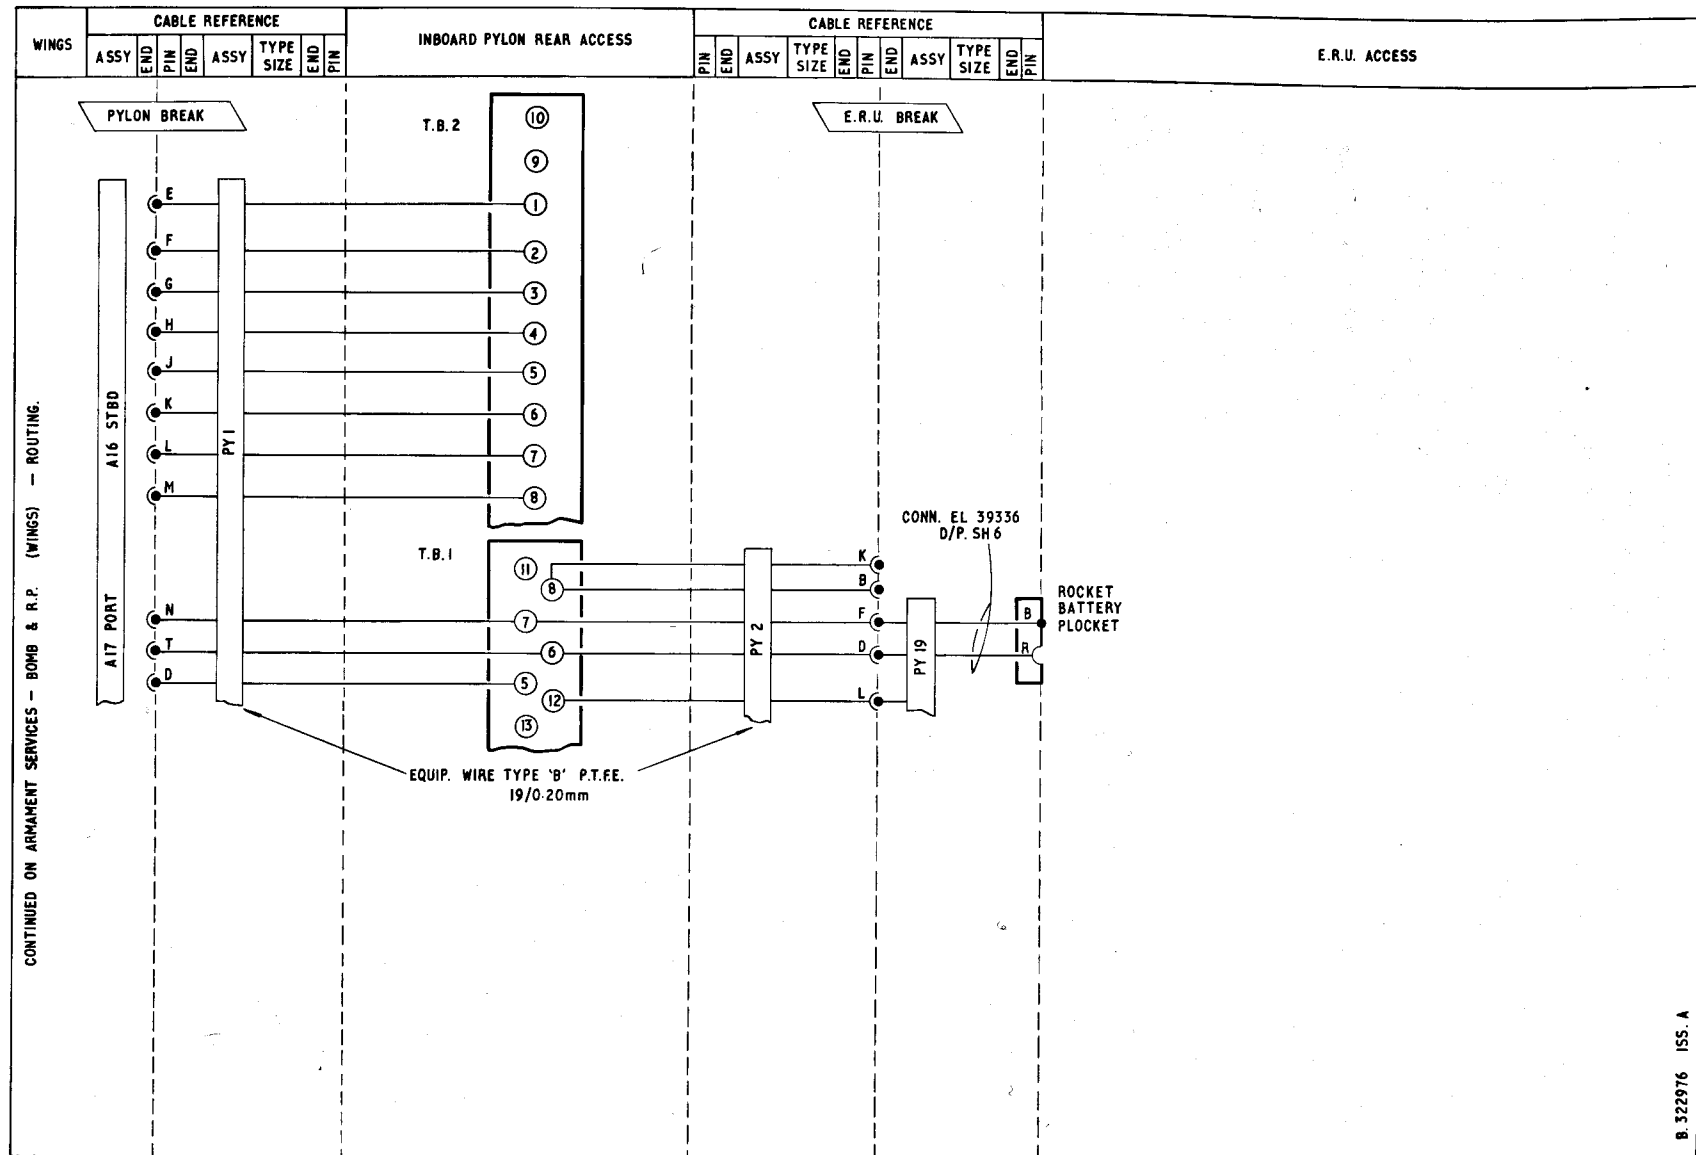 WINGS
CABLE REFERENCE
ASSY END PIN END ASSY TYPE SIZE END PIN
INBOARD PYLON REAR ACCESS
CABLE REFERENCE
PIN END ASSY TYPE SIZE END PIN END ASSY TYPE SIZE END PIN
E.R.U. ACCESS
PYLON BREAK
T.B.2
E.R.U. BREAK
10
9
E
1
F
2
G
3
H
4
J
5
K
6
L
7
M
8
A16 STBD
A17 PORT
PY 1
CONN. EL 39336
D/P. SH6
T.B.1
11
8
K
B
N
7
F
B
T
6
D
R
D
5
12
L
13
PY 2
PY 19
ROCKET
BATTERY
PLOCKET
EQUIP. WIRE TYPE 'B' P.T.F.E.
19/0·20mm
CONTINUED ON ARMAMENT SERVICES – BOMB & R.P. (WINGS) – ROUTING.
B. 322976 ISS. A